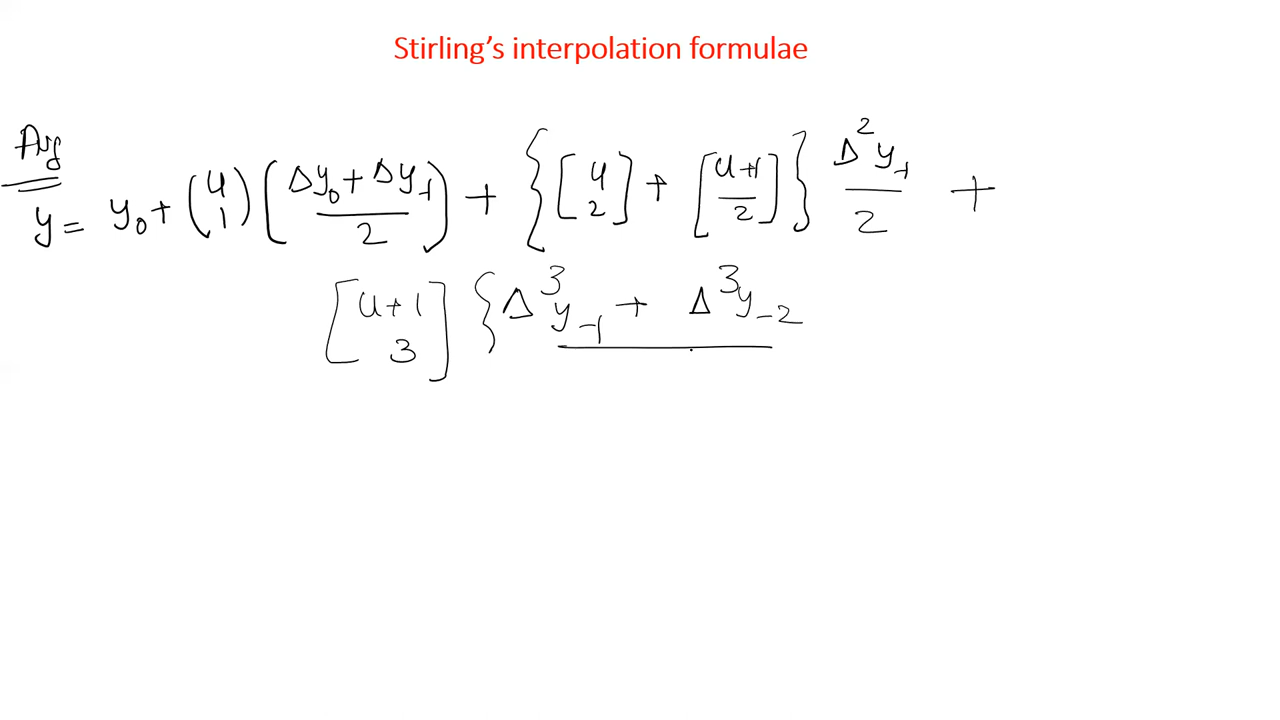 Stirling's interpolation formulae
Avg
y = y₀ + (u 1) (Δy₀ + Δy₋₁ / 2) + { [u 2] + [u+1 2] } Δ²y₋₁ / 2 +
[u+1 3] { Δ³y₋₁ + Δ³y₋₂